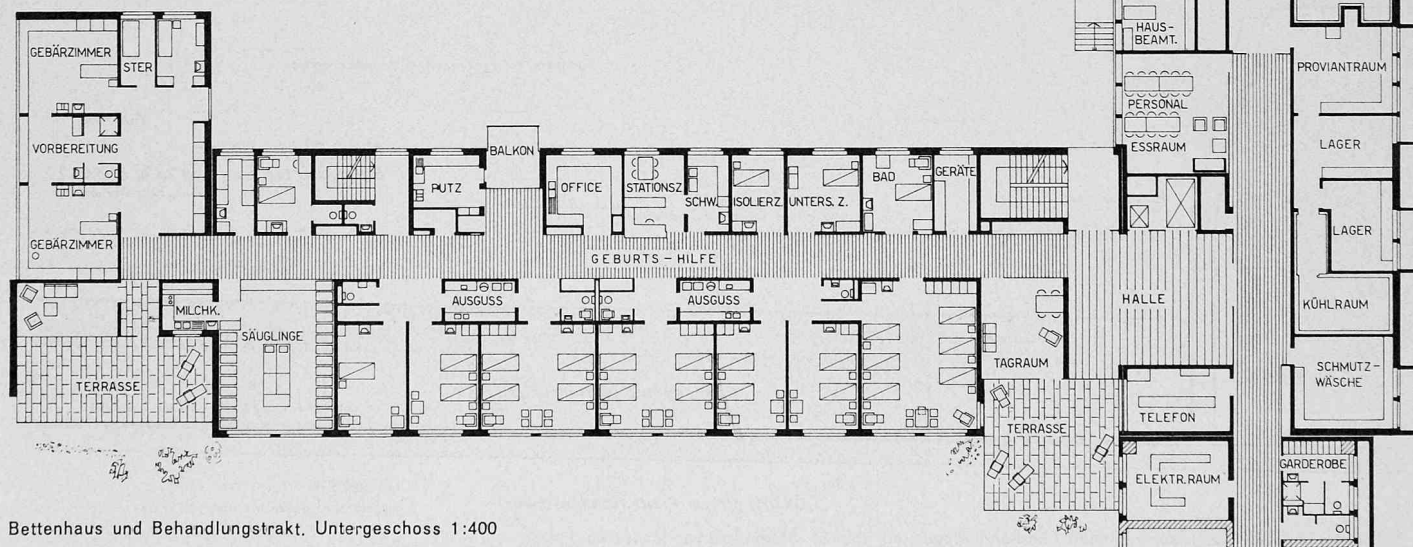 GEBÄRZIMMER
STER
VORBEREITUNG
GEBÄRZIMMER
BALKON
PUTZ
OFFICE
STATIONSZ.
SCHW.
ISOLIERZ.
UNTERS. Z.
BAD
GERÄTE
GEBURTS – HILFE
HAUS-
BEAMT.
PERSONAL
ESSRAUM
PROVIANTRAUM
LAGER
LAGER
KÜHLRAUM
HALLE
MILCHK.
SÄUGLINGE
AUSGUSS
AUSGUSS
TAGRAUM
TERRASSE
TERRASSE
TELEFON
SCHMUTZ-
WÄSCHE
ELEKTR.RAUM
GARDEROBE
Bettenhaus und Behandlungstrakt. Untergeschoss 1:400